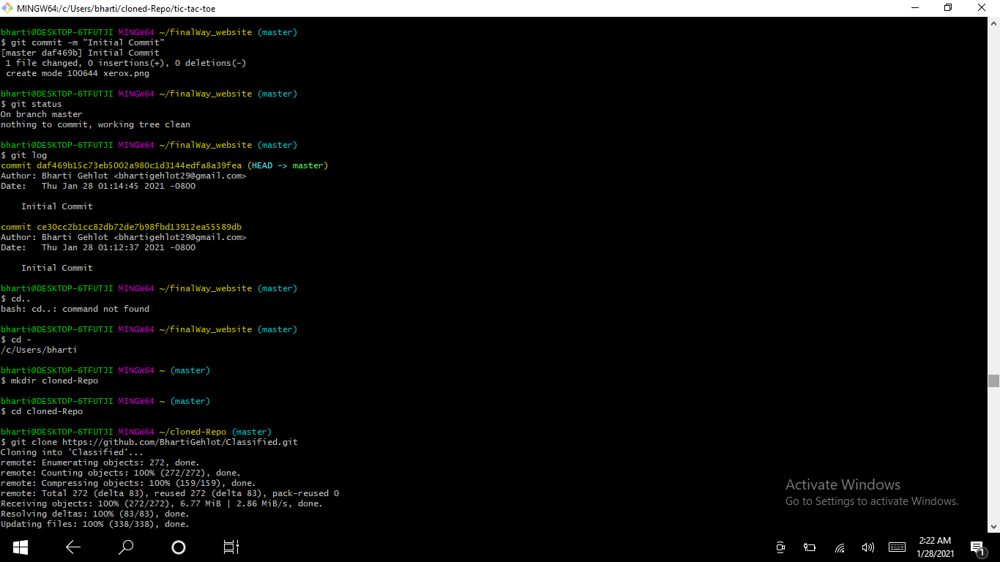 MINGW64:/c/Users/bharti/cloned-Repo/tic-tac-toe
bharti@DESKTOP-6TFUTJI MINGW64 ~/finalWay_website (master)
$ git commit -m "Initial Commit"
[master daf469b] Initial Commit
 1 file changed, 0 insertions(+), 0 deletions(-)
 create mode 100644 xerox.png
bharti@DESKTOP-6TFUTJI MINGW64 ~/finalWay_website (master)
$ git status
On branch master
nothing to commit, working tree clean
bharti@DESKTOP-6TFUTJI MINGW64 ~/finalWay_website (master)
$ git log
commit daf469b15c73eb5002a980c1d3144edfa8a39fea (HEAD -> master)
Author: Bharti Gehlot <bhartigehlot29@gmail.com>
Date:   Thu Jan 28 01:14:45 2021 -0800
    Initial Commit
commit ce30cc2b1cc82db72de7b98fbd13912ea55589db
Author: Bharti Gehlot <bhartigehlot29@gmail.com>
Date:   Thu Jan 28 01:12:37 2021 -0800
    Initial Commit
bharti@DESKTOP-6TFUTJI MINGW64 ~/finalWay_website (master)
$ cd..
bash: cd..: command not found
bharti@DESKTOP-6TFUTJI MINGW64 ~/finalWay_website (master)
$ cd -
/c/Users/bharti
bharti@DESKTOP-6TFUTJI MINGW64 ~ (master)
$ mkdir cloned-Repo
bharti@DESKTOP-6TFUTJI MINGW64 ~ (master)
$ cd cloned-Repo
bharti@DESKTOP-6TFUTJI MINGW64 ~/cloned-Repo (master)
$ git clone https://github.com/BhartiGehlot/Classified.git
Cloning into 'Classified'...
remote: Enumerating objects: 272, done.
remote: Counting objects: 100% (272/272), done.
remote: Compressing objects: 100% (159/159), done.
remote: Total 272 (delta 83), reused 272 (delta 83), pack-reused 0
Receiving objects: 100% (272/272), 6.77 MiB | 2.86 MiB/s, done.
Resolving deltas: 100% (83/83), done.
Updating files: 100% (338/338), done.
Activate Windows
Go to Settings to activate Windows.
2:22 AM
1/28/2021
1